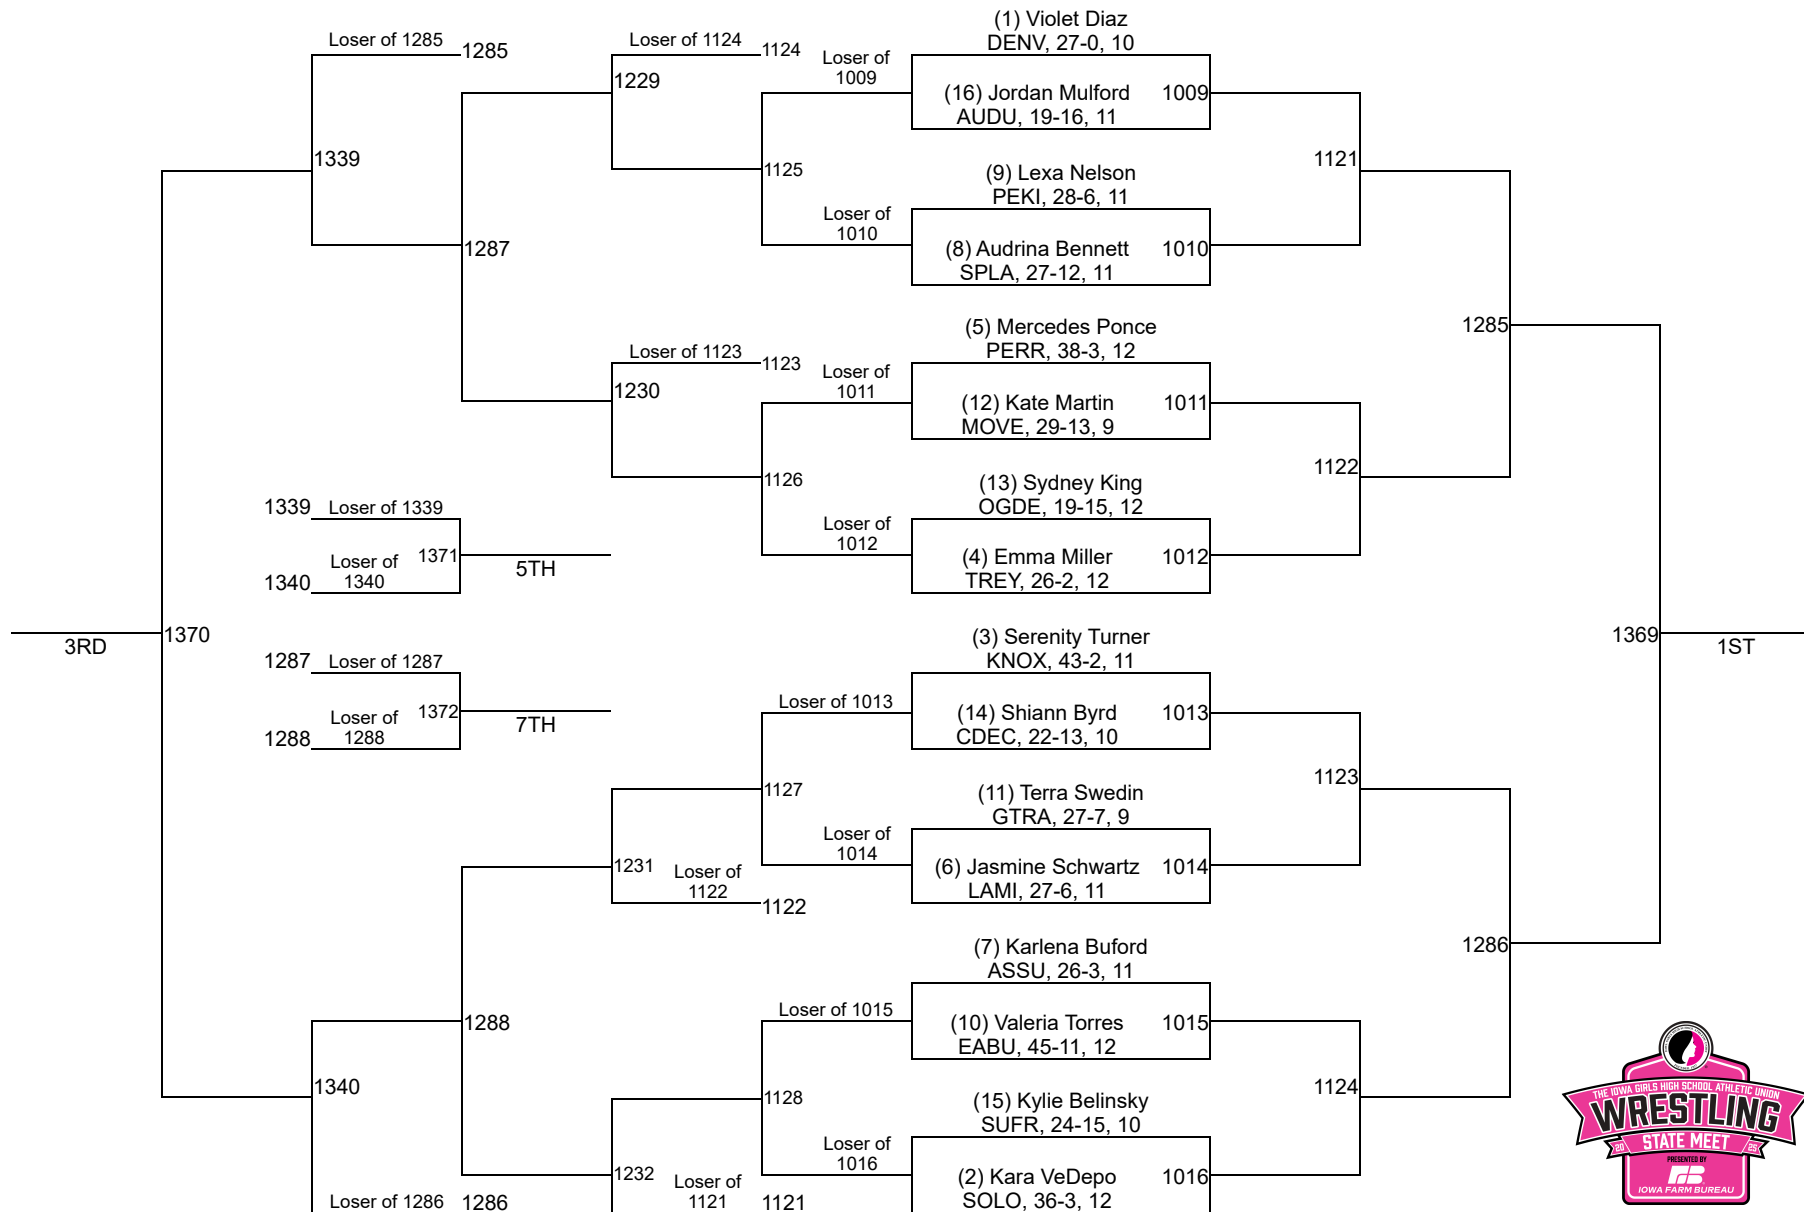 (1) Violet Diaz
DENV, 27-0, 10
Loser of 1285
1285
Loser of 1124
1124
Loser of
1009
1229
(16) Jordan Mulford
AUDU, 19-16, 11
1009
1339
1125
1121
(9) Lexa Nelson
PEKI, 28-6, 11
Loser of
1010
1287
(8) Audrina Bennett
SPLA, 27-12, 11
1010
(5) Mercedes Ponce
PERR, 38-3, 12
1285
Loser of 1123
1123
Loser of
1011
1230
(12) Kate Martin
MOVE, 29-13, 9
1011
1126
1122
(13) Sydney King
OGDE, 19-15, 12
1339
Loser of 1339
Loser of
1012
1371
5TH
Loser of
1340
1340
(4) Emma Miller
TREY, 26-2, 12
1012
3RD
1370
(3) Serenity Turner
KNOX, 43-2, 11
1369
1ST
1287
Loser of 1287
1372
7TH
Loser of
1288
1288
Loser of 1013
(14) Shiann Byrd
CDEC, 22-13, 10
1013
1127
1123
(11) Terra Swedin
GTRA, 27-7, 9
Loser of
1014
1231
Loser of
1122
1122
(6) Jasmine Schwartz
LAMI, 27-6, 11
1014
(7) Karlena Buford
ASSU, 26-3, 11
1286
Loser of 1015
1288
(10) Valeria Torres
EABU, 45-11, 12
1015
1340
1128
1124
(15) Kylie Belinsky
SUFR, 24-15, 10
Loser of
1016
1232
Loser of
1121
1121
(2) Kara VeDepo
SOLO, 36-3, 12
1016
Loser of 1286
1286
THE IOWA GIRLS HIGH SCHOOL ATHLETIC UNION
WRESTLING
20 STATE MEET 25
PRESENTED BY
FB
IOWA FARM BUREAU